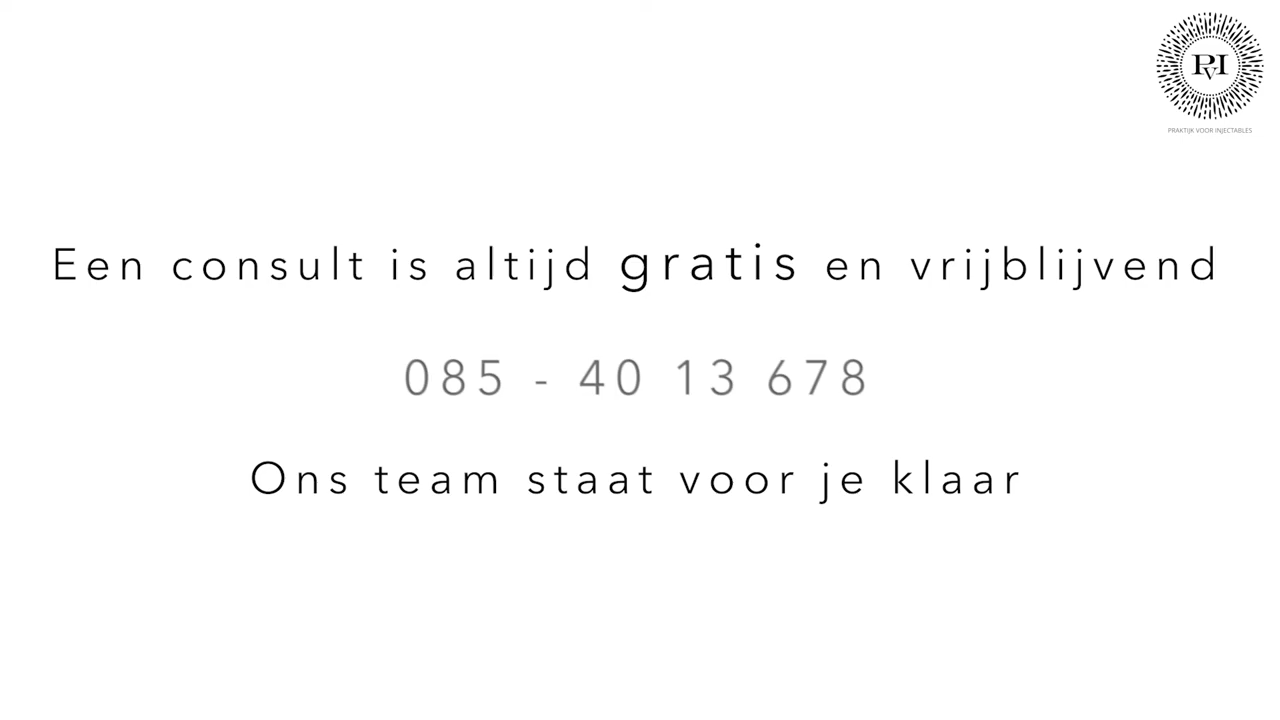 PVI
PRAKTIJK VOOR INJECTABLES
Een consult is altijd gratis en vrijblijvend
085 - 40 13 678
Ons team staat voor je klaar